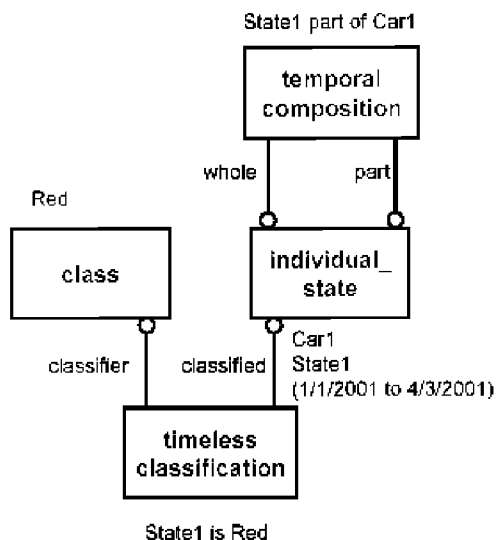 State1 part of Car1
temporal
composition
whole
part
Red
class
individual_
state
classifier
classified
Car1
State1
(1/1/2001 to 4/3/2001)
timeless
classification
State1 is Red